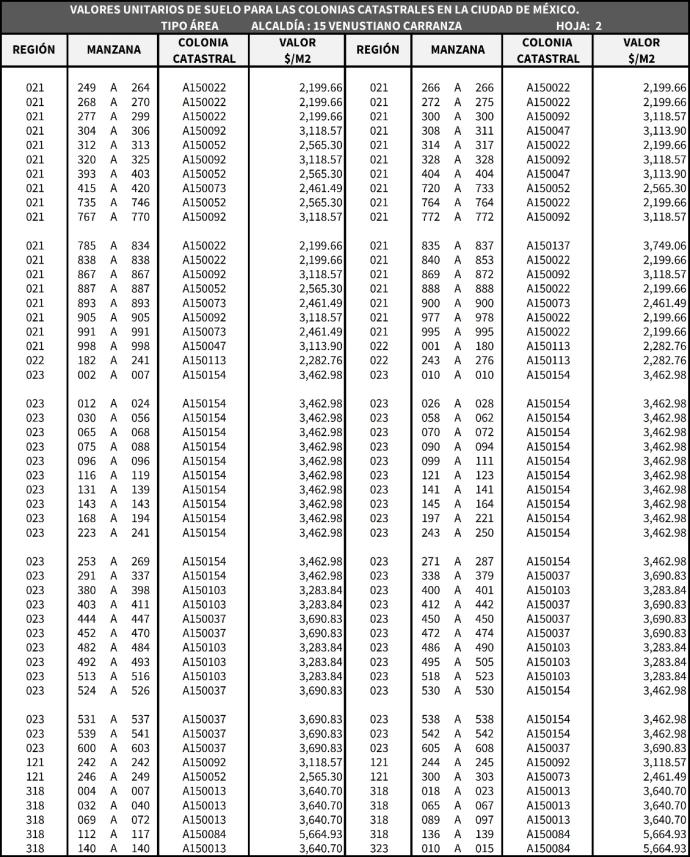 VALORES UNITARIOS DE SUELO PARA LAS COLONIAS CATASTRALES EN LA CIUDAD DE MÉXICO.
TIPO ÁREA ALCALDÍA : 15 VENUSTIANO CARRANZA HOJA: 2
REGIÓN MANZANA COLONIA CATASTRAL VALOR $/M2 REGIÓN MANZANA COLONIA CATASTRAL VALOR $/M2
021 249 A 264 A150022 2,199.66 021 266 A 266 A150022 2,199.66
021 268 A 270 A150022 2,199.66 021 272 A 275 A150022 2,199.66
021 277 A 299 A150022 2,199.66 021 300 A 300 A150092 3,118.57
021 304 A 306 A150092 3,118.57 021 308 A 311 A150047 3,113.90
021 312 A 313 A150052 2,565.30 021 314 A 317 A150022 2,199.66
021 320 A 325 A150092 3,118.57 021 328 A 328 A150092 3,118.57
021 393 A 403 A150052 2,565.30 021 404 A 404 A150047 3,113.90
021 415 A 420 A150073 2,461.49 021 720 A 733 A150052 2,565.30
021 735 A 746 A150052 2,565.30 021 764 A 764 A150022 2,199.66
021 767 A 770 A150092 3,118.57 021 772 A 772 A150092 3,118.57
021 785 A 834 A150022 2,199.66 021 835 A 837 A150137 3,749.06
021 838 A 838 A150022 2,199.66 021 840 A 853 A150022 2,199.66
021 867 A 867 A150092 3,118.57 021 869 A 872 A150092 3,118.57
021 887 A 887 A150052 2,565.30 021 888 A 888 A150022 2,199.66
021 893 A 893 A150073 2,461.49 021 900 A 900 A150073 2,461.49
021 905 A 905 A150092 3,118.57 021 977 A 978 A150022 2,199.66
021 991 A 991 A150073 2,461.49 021 995 A 995 A150022 2,199.66
021 998 A 998 A150047 3,113.90 022 001 A 180 A150113 2,282.76
022 182 A 241 A150113 2,282.76 022 243 A 276 A150113 2,282.76
023 002 A 007 A150154 3,462.98 023 010 A 010 A150154 3,462.98
023 012 A 024 A150154 3,462.98 023 026 A 028 A150154 3,462.98
023 030 A 056 A150154 3,462.98 023 058 A 062 A150154 3,462.98
023 065 A 068 A150154 3,462.98 023 070 A 072 A150154 3,462.98
023 075 A 088 A150154 3,462.98 023 090 A 094 A150154 3,462.98
023 096 A 096 A150154 3,462.98 023 099 A 111 A150154 3,462.98
023 116 A 119 A150154 3,462.98 023 121 A 123 A150154 3,462.98
023 131 A 139 A150154 3,462.98 023 141 A 141 A150154 3,462.98
023 143 A 143 A150154 3,462.98 023 145 A 164 A150154 3,462.98
023 168 A 194 A150154 3,462.98 023 197 A 221 A150154 3,462.98
023 223 A 241 A150154 3,462.98 023 243 A 250 A150154 3,462.98
023 253 A 269 A150154 3,462.98 023 271 A 287 A150154 3,462.98
023 291 A 337 A150154 3,462.98 023 338 A 379 A150037 3,690.83
023 380 A 398 A150103 3,283.84 023 400 A 401 A150103 3,283.84
023 403 A 411 A150103 3,283.84 023 412 A 442 A150037 3,690.83
023 444 A 447 A150037 3,690.83 023 450 A 450 A150037 3,690.83
023 452 A 470 A150037 3,690.83 023 472 A 474 A150037 3,690.83
023 482 A 484 A150103 3,283.84 023 486 A 490 A150103 3,283.84
023 492 A 493 A150103 3,283.84 023 495 A 505 A150103 3,283.84
023 513 A 516 A150103 3,283.84 023 518 A 523 A150103 3,283.84
023 524 A 526 A150037 3,690.83 023 530 A 530 A150154 3,462.98
023 531 A 537 A150037 3,690.83 023 538 A 538 A150154 3,462.98
023 539 A 541 A150037 3,690.83 023 542 A 542 A150154 3,462.98
023 600 A 603 A150037 3,690.83 023 605 A 608 A150037 3,690.83
121 242 A 242 A150092 3,118.57 121 244 A 245 A150092 3,118.57
121 246 A 249 A150052 2,565.30 121 300 A 303 A150073 2,461.49
318 004 A 007 A150013 3,640.70 318 018 A 023 A150013 3,640.70
318 032 A 040 A150013 3,640.70 318 065 A 067 A150013 3,640.70
318 069 A 072 A150013 3,640.70 318 089 A 097 A150013 3,640.70
318 112 A 117 A150084 5,664.93 318 136 A 139 A150084 5,664.93
318 140 A 140 A150013 3,640.70 323 010 A 015 A150084 5,664.93